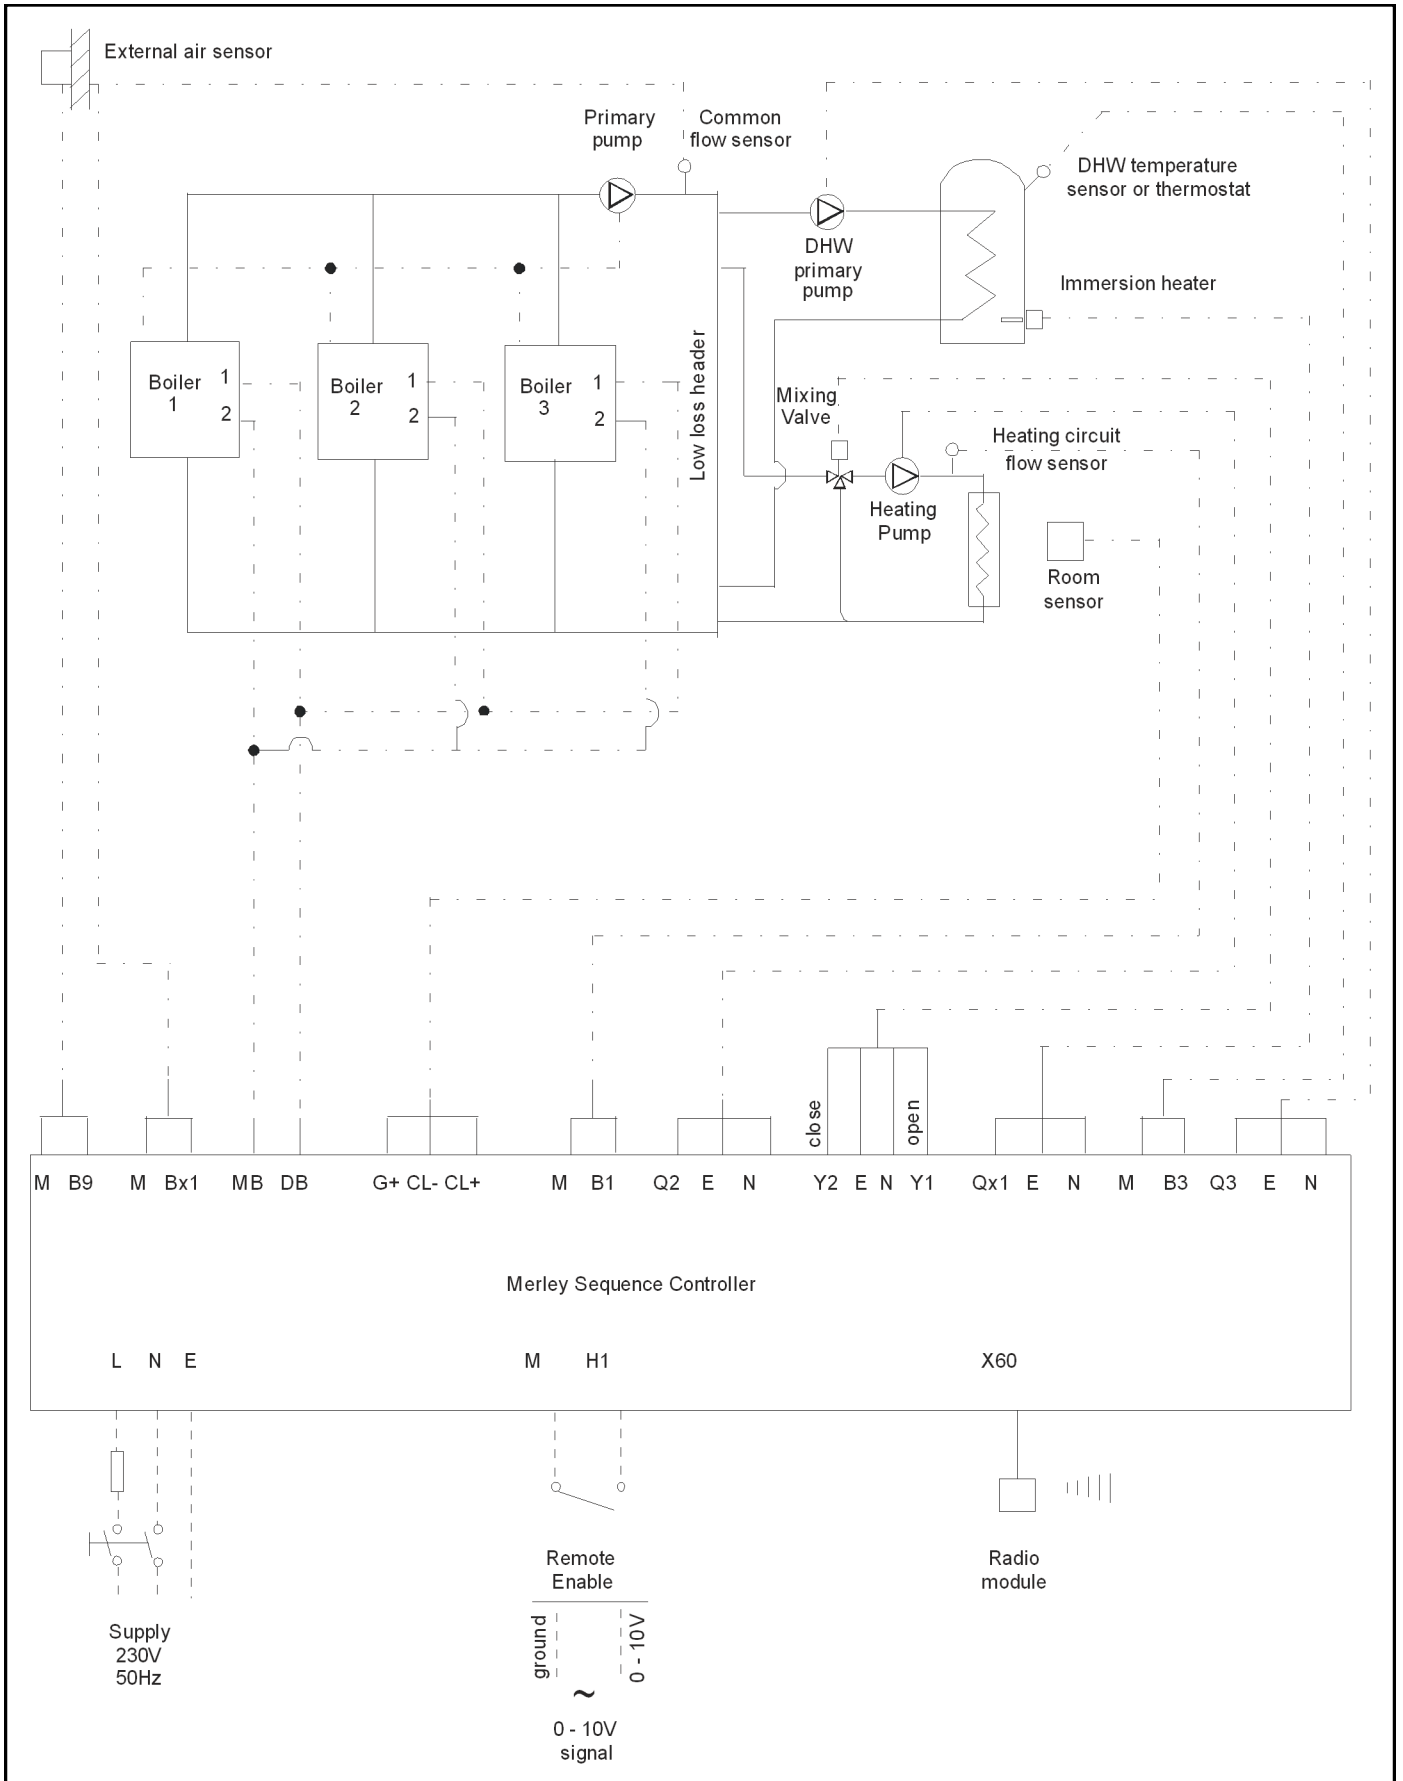 External air sensor
Primary
pump
Common
flow sensor
DHW temperature
sensor or thermostat
DHW
primary
pump
Immersion heater
Low loss header
Boiler
1
1
2
Boiler
2
1
2
Boiler
3
1
2
Mixing
Valve
Heating circuit
flow sensor
Heating
Pump
Room
sensor
close
open
M B9 M Bx1 MB DB G+ CL- CL+ M B1 Q2 E N Y2 E N Y1 Qx1 E N M B3 Q3 E N
Merley Sequence Controller
L N E M H1 X60
Remote
Enable
Radio
module
ground
0 - 10V
Supply
230V
50Hz
~
0 - 10V
signal